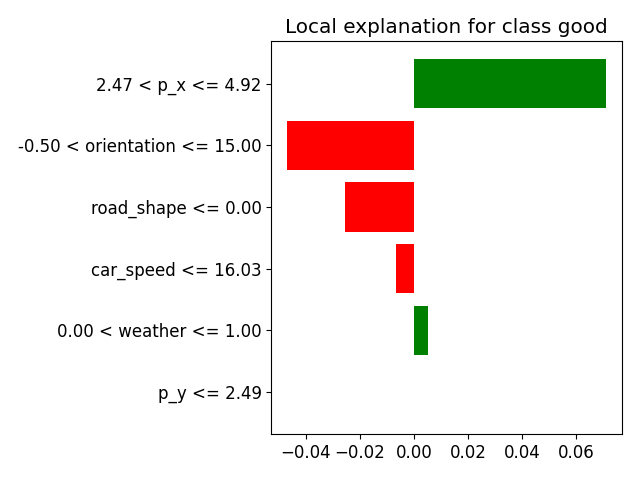 Local explanation for class good
2.47 < p_x <= 4.92
-0.50 < orientation <= 15.00
road_shape <= 0.00
car_speed <= 16.03
0.00 < weather <= 1.00
p_y <= 2.49
−0.04 −0.02 0.00 0.02 0.04 0.06